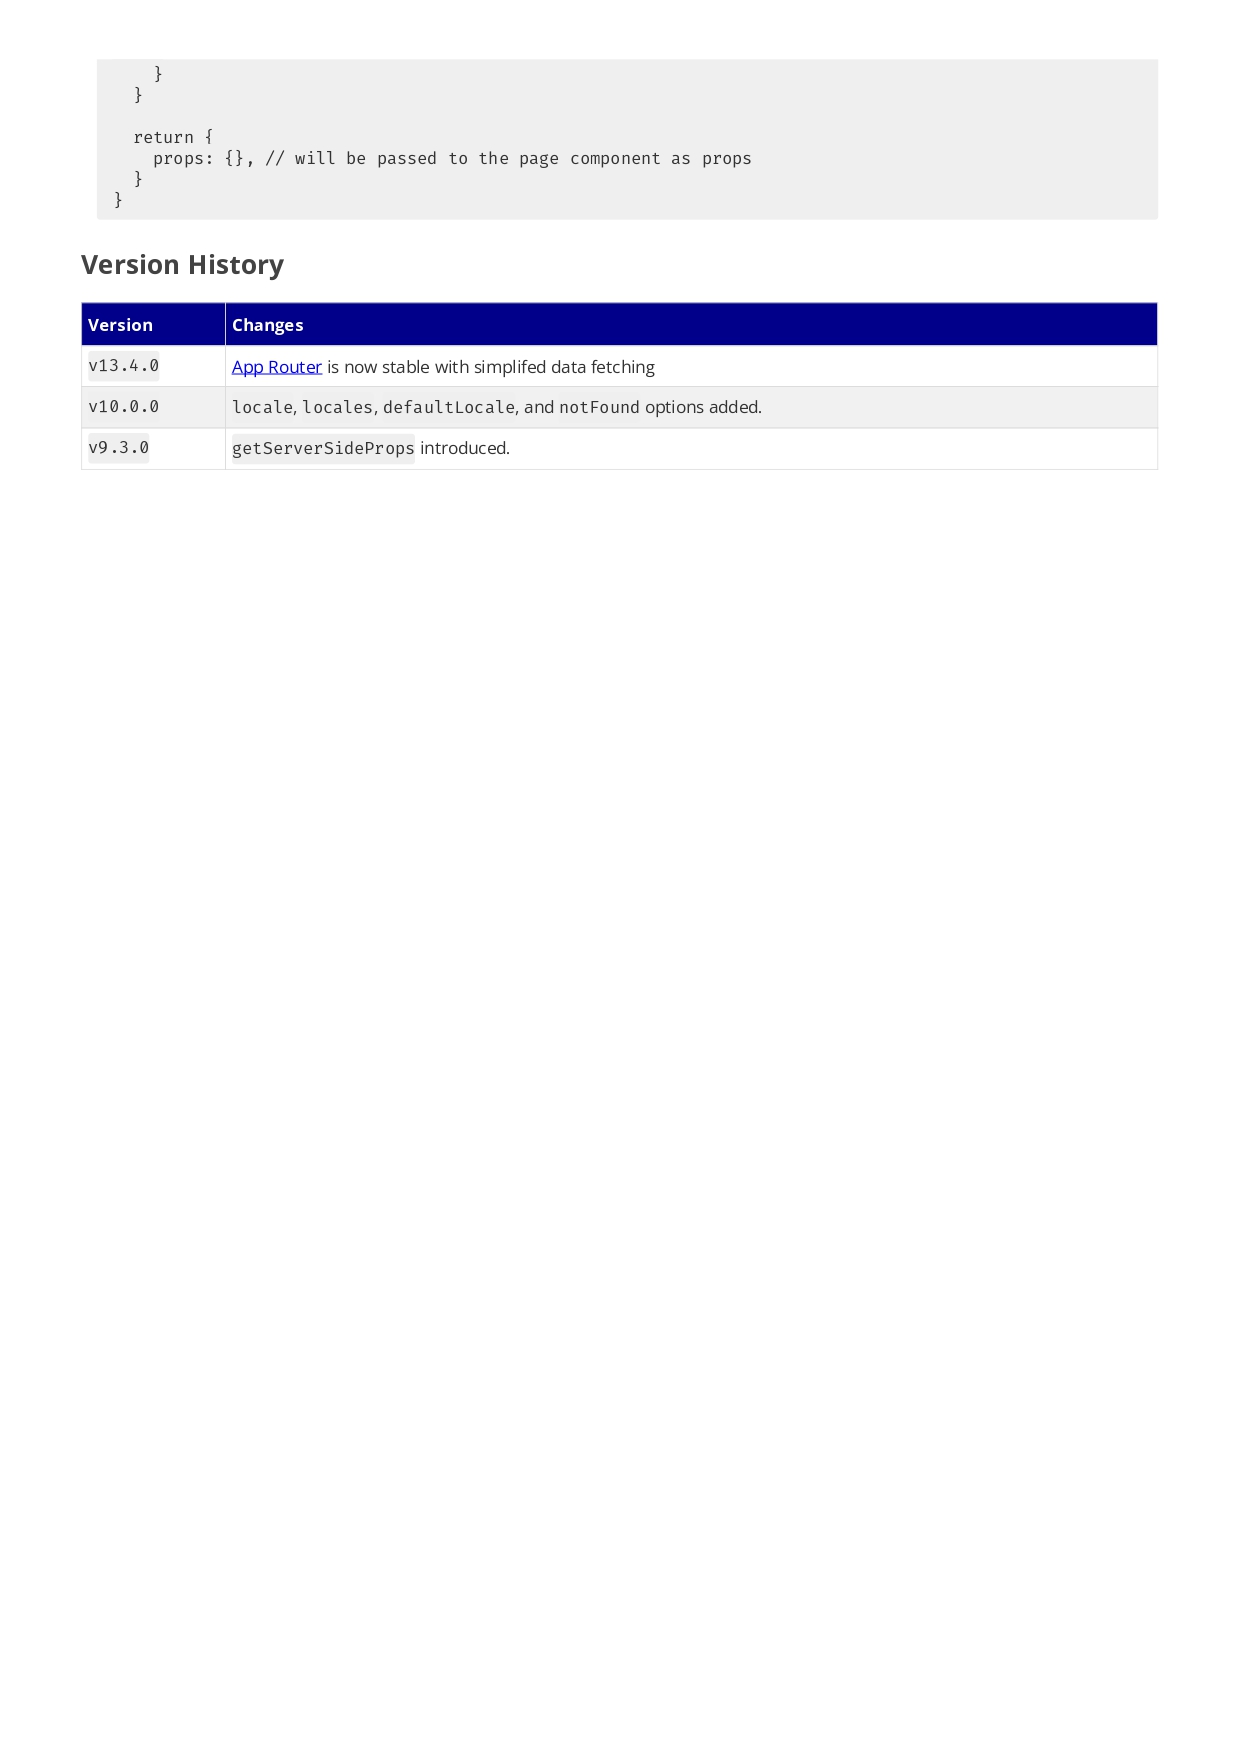 }
  }

  return {
    props: {}, // will be passed to the page component as props
  }
}
Version History
Version Changes
v13.4.0 App Router is now stable with simplifed data fetching
v10.0.0 locale, locales, defaultLocale, and notFound options added.
v9.3.0 getServerSideProps introduced.